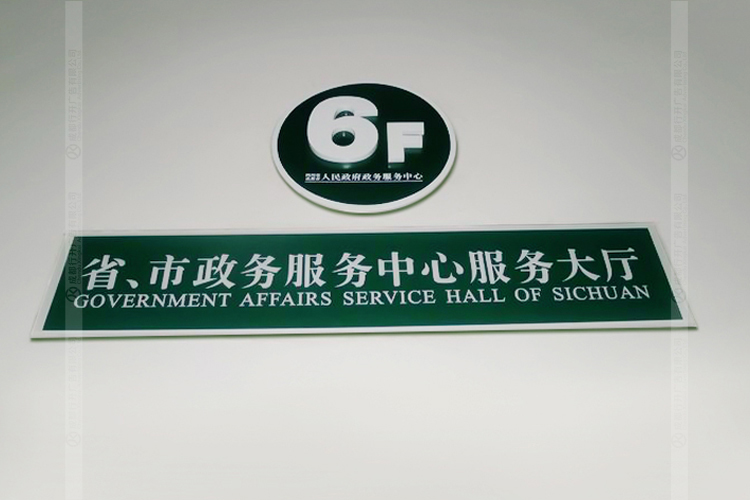 6F
人民政府政务服务中心
省、市政务服务中心服务大厅
GOVERNMENT AFFAIRS SERVICE HALL OF SICHUAN